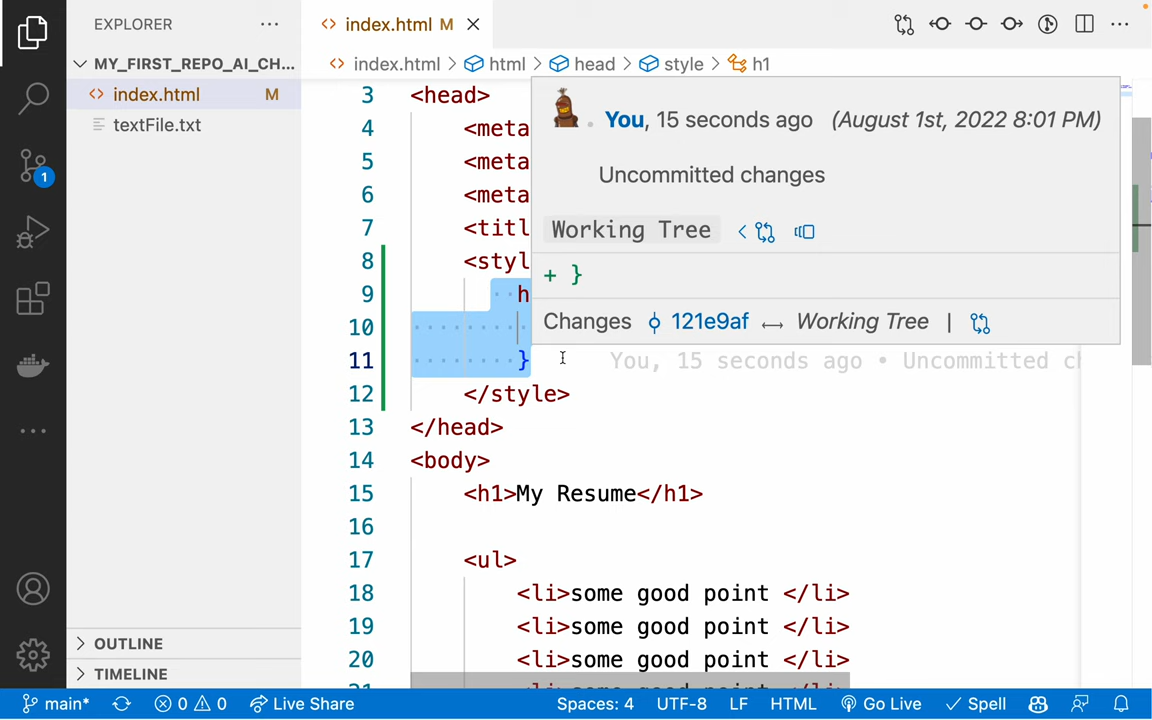 EXPLORER
index.html M
MY_FIRST_REPO_AI_CH...
index.html > html > head > style > h1
index.html M
textFile.txt
1
3 <head>
4 <meta
5 <meta
6 <meta
7 <titl
8 <styl
9 h
10
11 }
You, 15 seconds ago • Uncommitted ch
12 </style>
13 </head>
14 <body>
15 <h1>My Resume</h1>
16
17 <ul>
18 <li>some good point </li>
19 <li>some good point </li>
20 <li>some good point </li>
You, 15 seconds ago (August 1st, 2022 8:01 PM)
Uncommitted changes
Working Tree
+ }
Changes 121e9af ↔ Working Tree |
OUTLINE
TIMELINE
main* 0 0 Live Share Spaces: 4 UTF-8 LF HTML Go Live Spell